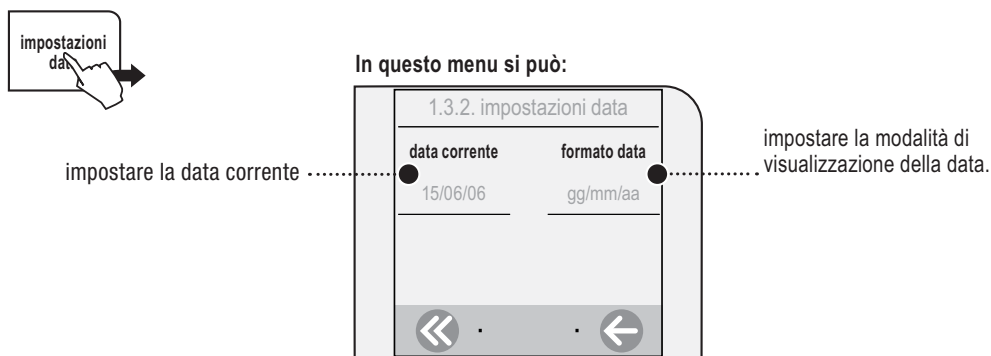 impostazioni
In questo menu si può:
1.3.2. impostazioni data
data corrente
formato data
impostare la data corrente
impostare la modalità di
visualizzazione della data.
15/06/06
gg/mm/aa